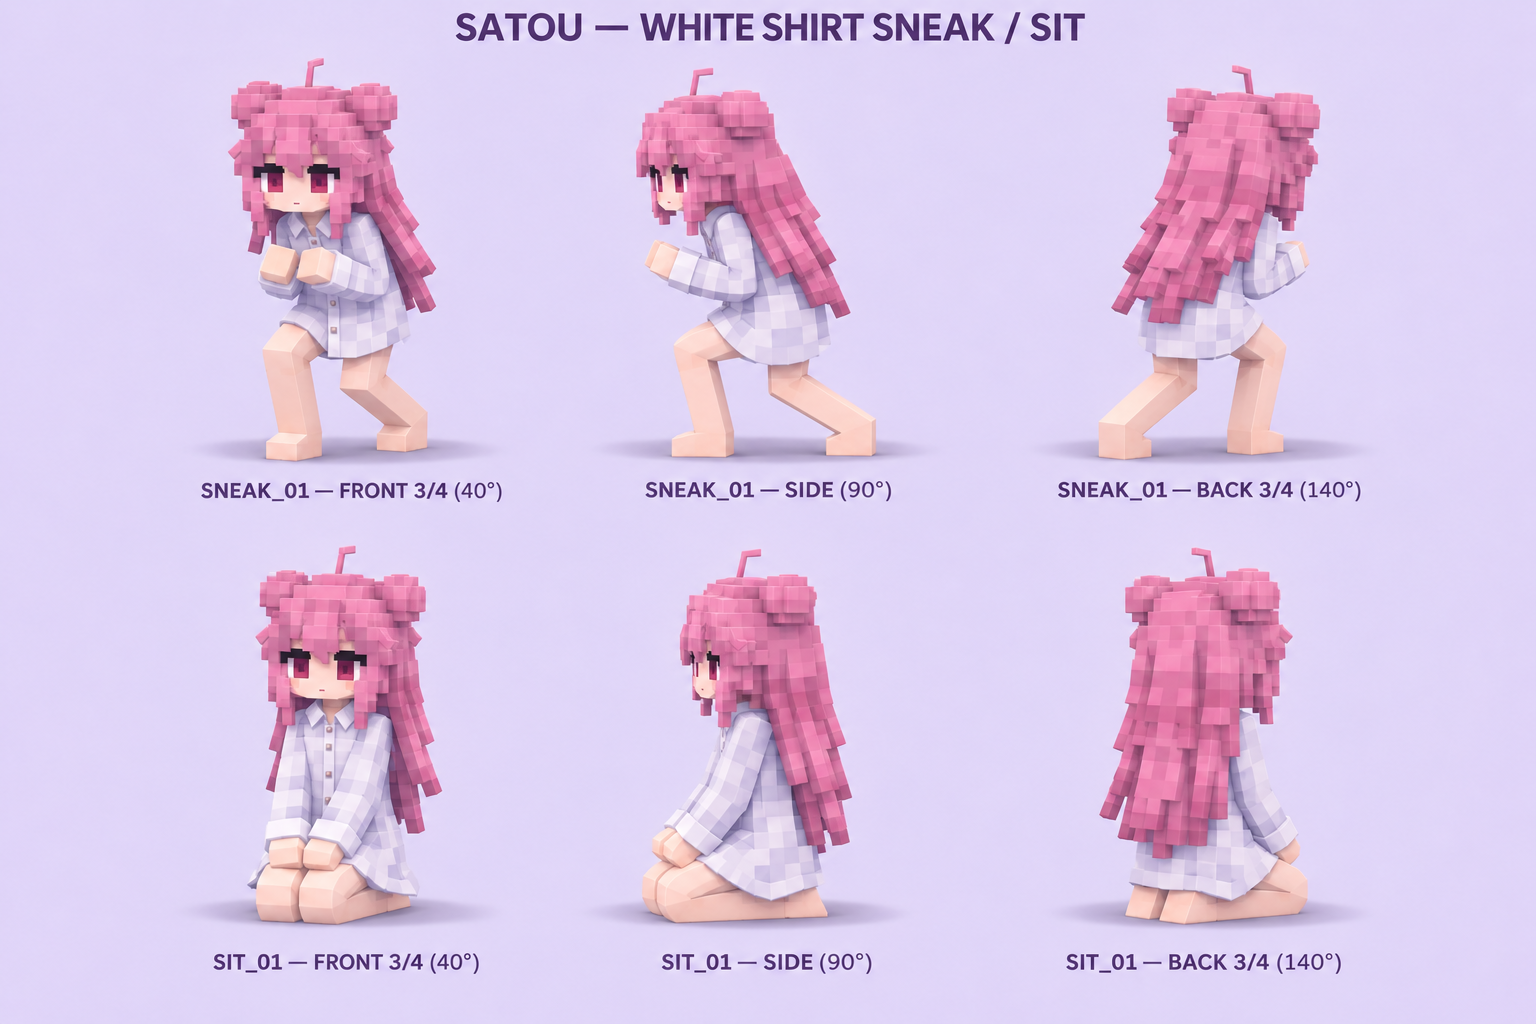 SATOU — WHITE SHIRT SNEAK / SIT
SNEAK_01 — FRONT 3/4 (40°)
SNEAK_01 — SIDE (90°)
SNEAK_01 — BACK 3/4 (140°)
SIT_01 — FRONT 3/4 (40°)
SIT_01 — SIDE (90°)
SIT_01 — BACK 3/4 (140°)